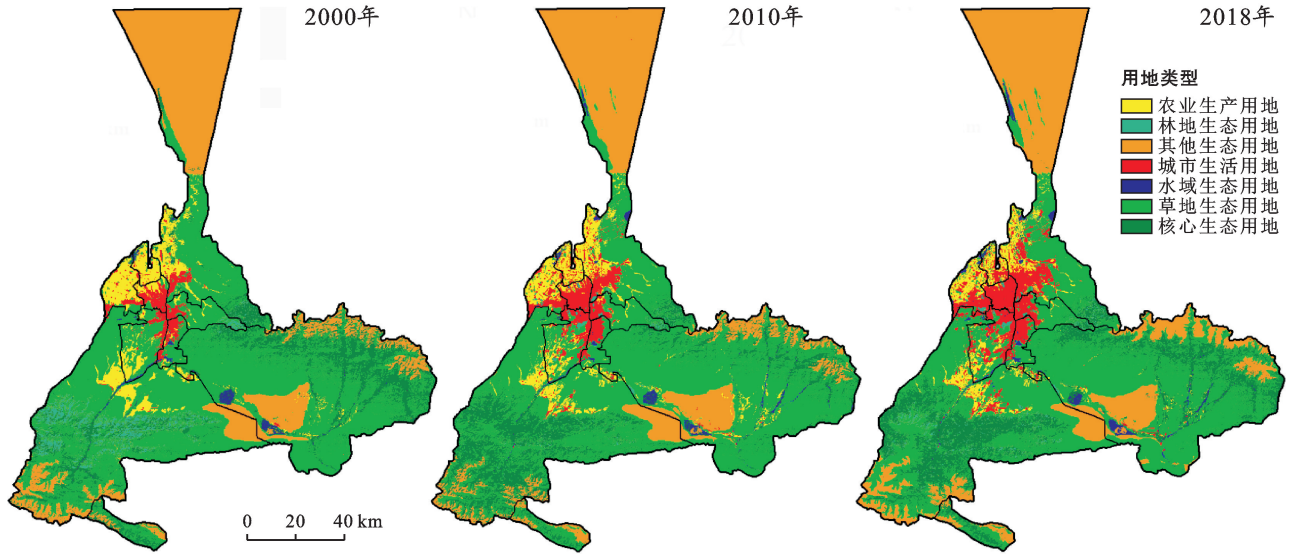 2000年
2010年
2018年
用地类型
农业生产用地
林地生态用地
其他生态用地
城市生活用地
水域生态用地
草地生态用地
核心生态用地
0 20 40 km